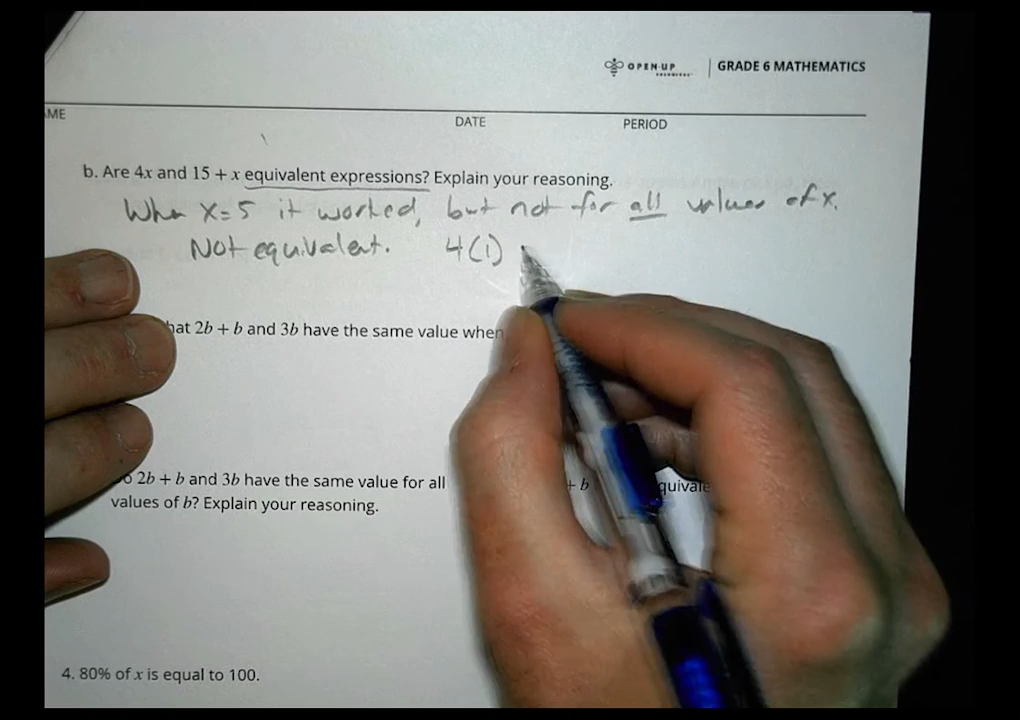 OPEN-UP GRADE 6 MATHEMATICS
DATE PERIOD
b. Are 4x and 15 + x equivalent expressions? Explain your reasoning.
When x=5 it worked, but not for all values of x.
Not equivalent. 4(1)
2b + b and 3b have the same value when
2b + b and 3b have the same value for all + b
values of b? Explain your reasoning.
4. 80% of x is equal to 100.